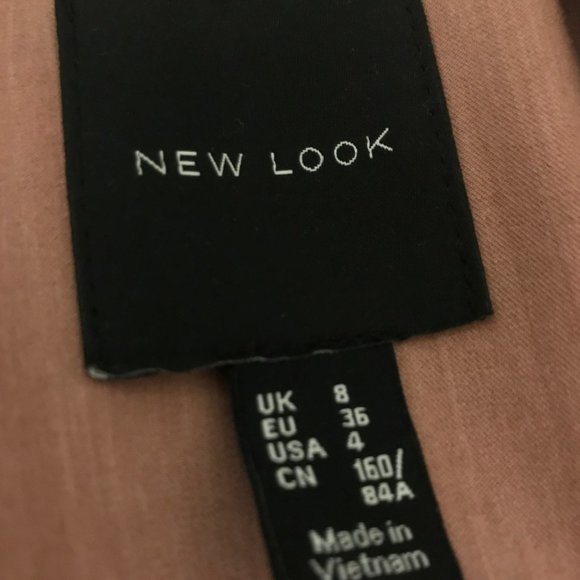 NEW LOOK
UK 8
EU 36
USA 4
CN 160/
84A
Made in
Vietnam